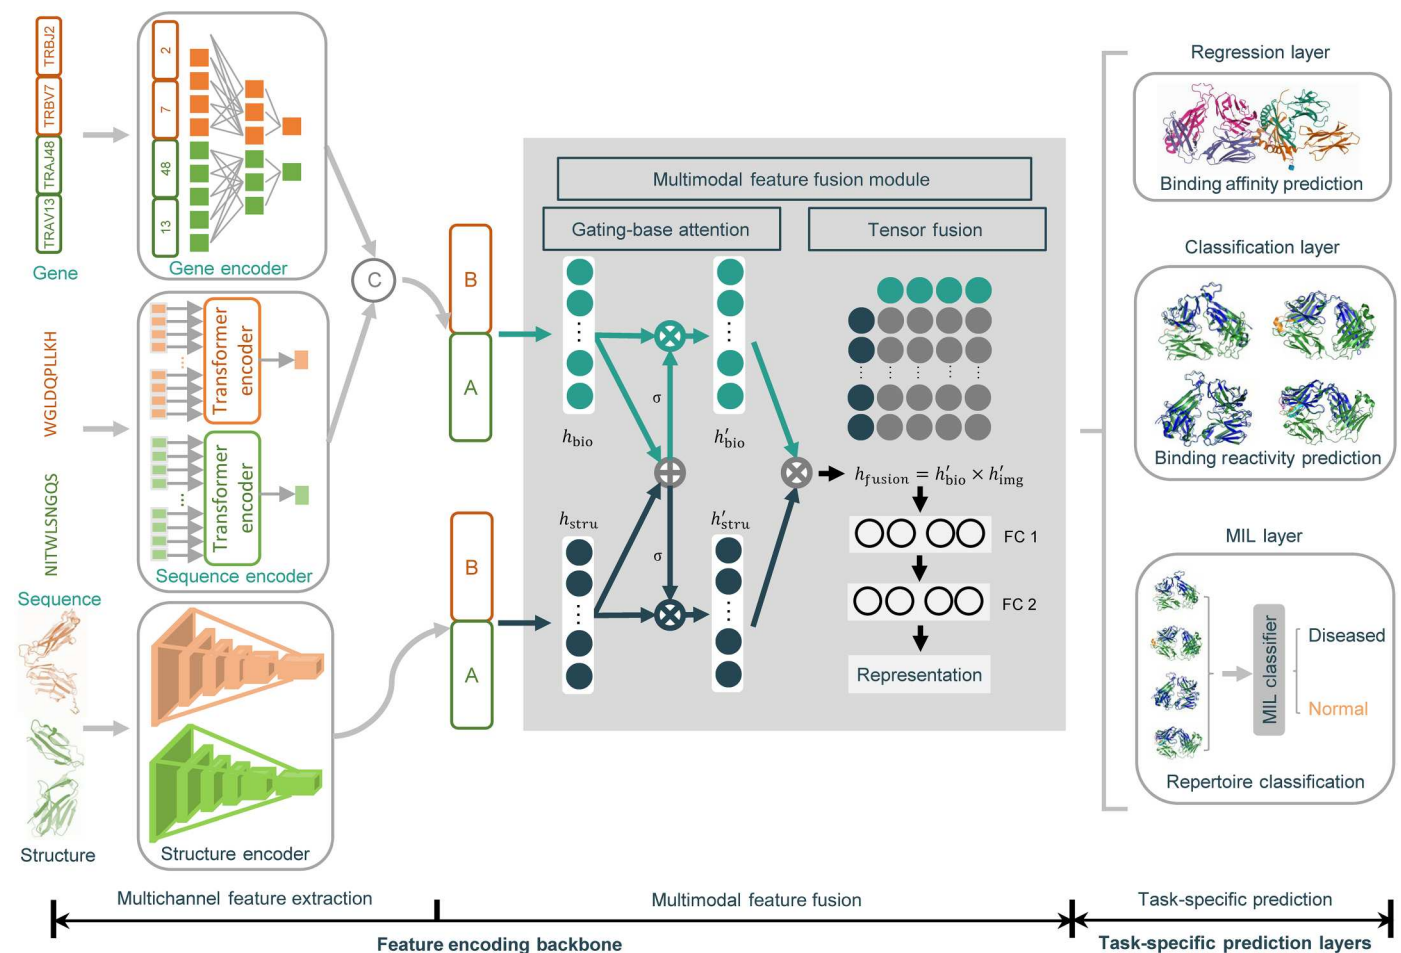 TRBJ2
TRBV7
TRAJ48
TRAV13
Gene
2
7
48
13
Gene encoder
WGLDQPLLKH
NITWLSNGQS
Sequence
Transformer
encoder
Transformer
encoder
Sequence encoder
Structure
Structure encoder
C
B
A
B
A
Multimodal feature fusion module
Gating-base attention
Tensor fusion
h_bio
σ
h′_bio
h_stru
σ
h′_stru
h_fusion = h′_bio × h′_img
FC 1
FC 2
Representation
Regression layer
Binding affinity prediction
Classification layer
Binding reactivity prediction
MIL layer
MIL classifier
Diseased
Normal
Repertoire classification
Multichannel feature extraction
Multimodal feature fusion
Task-specific prediction
Feature encoding backbone
Task-specific prediction layers